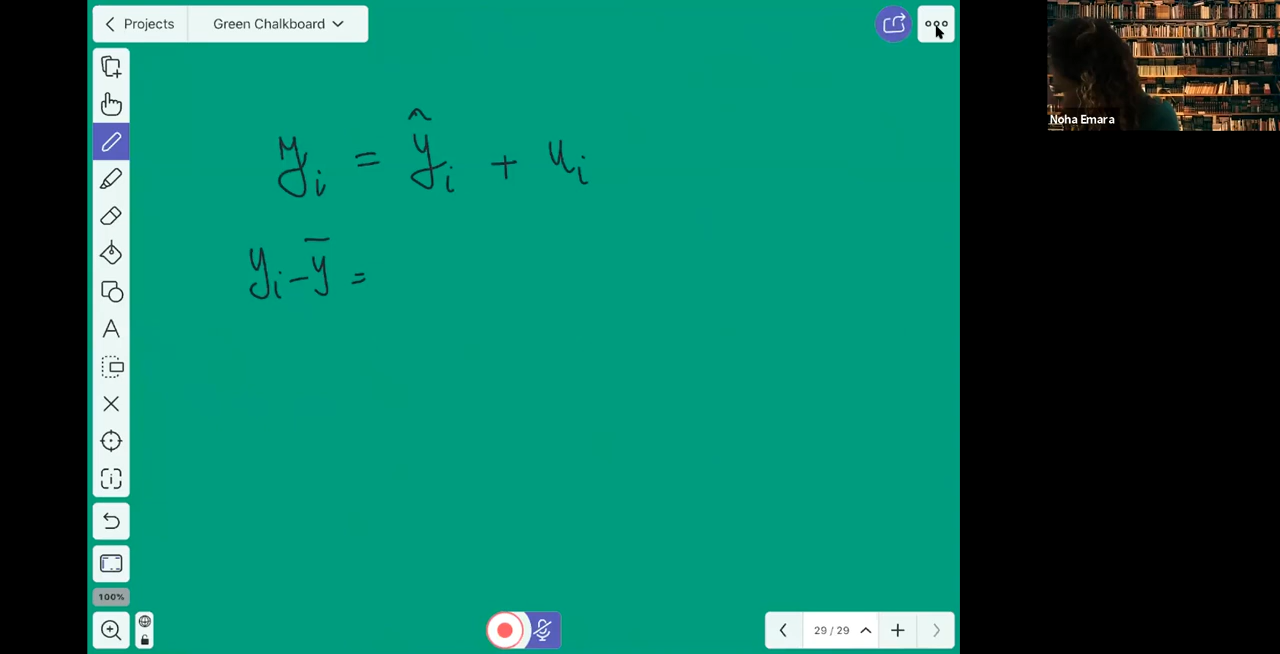 Projects
Green Chalkboard
Noha Emara
yᵢ = ŷᵢ + uᵢ
yᵢ - ȳ =
A
100%
29 / 29